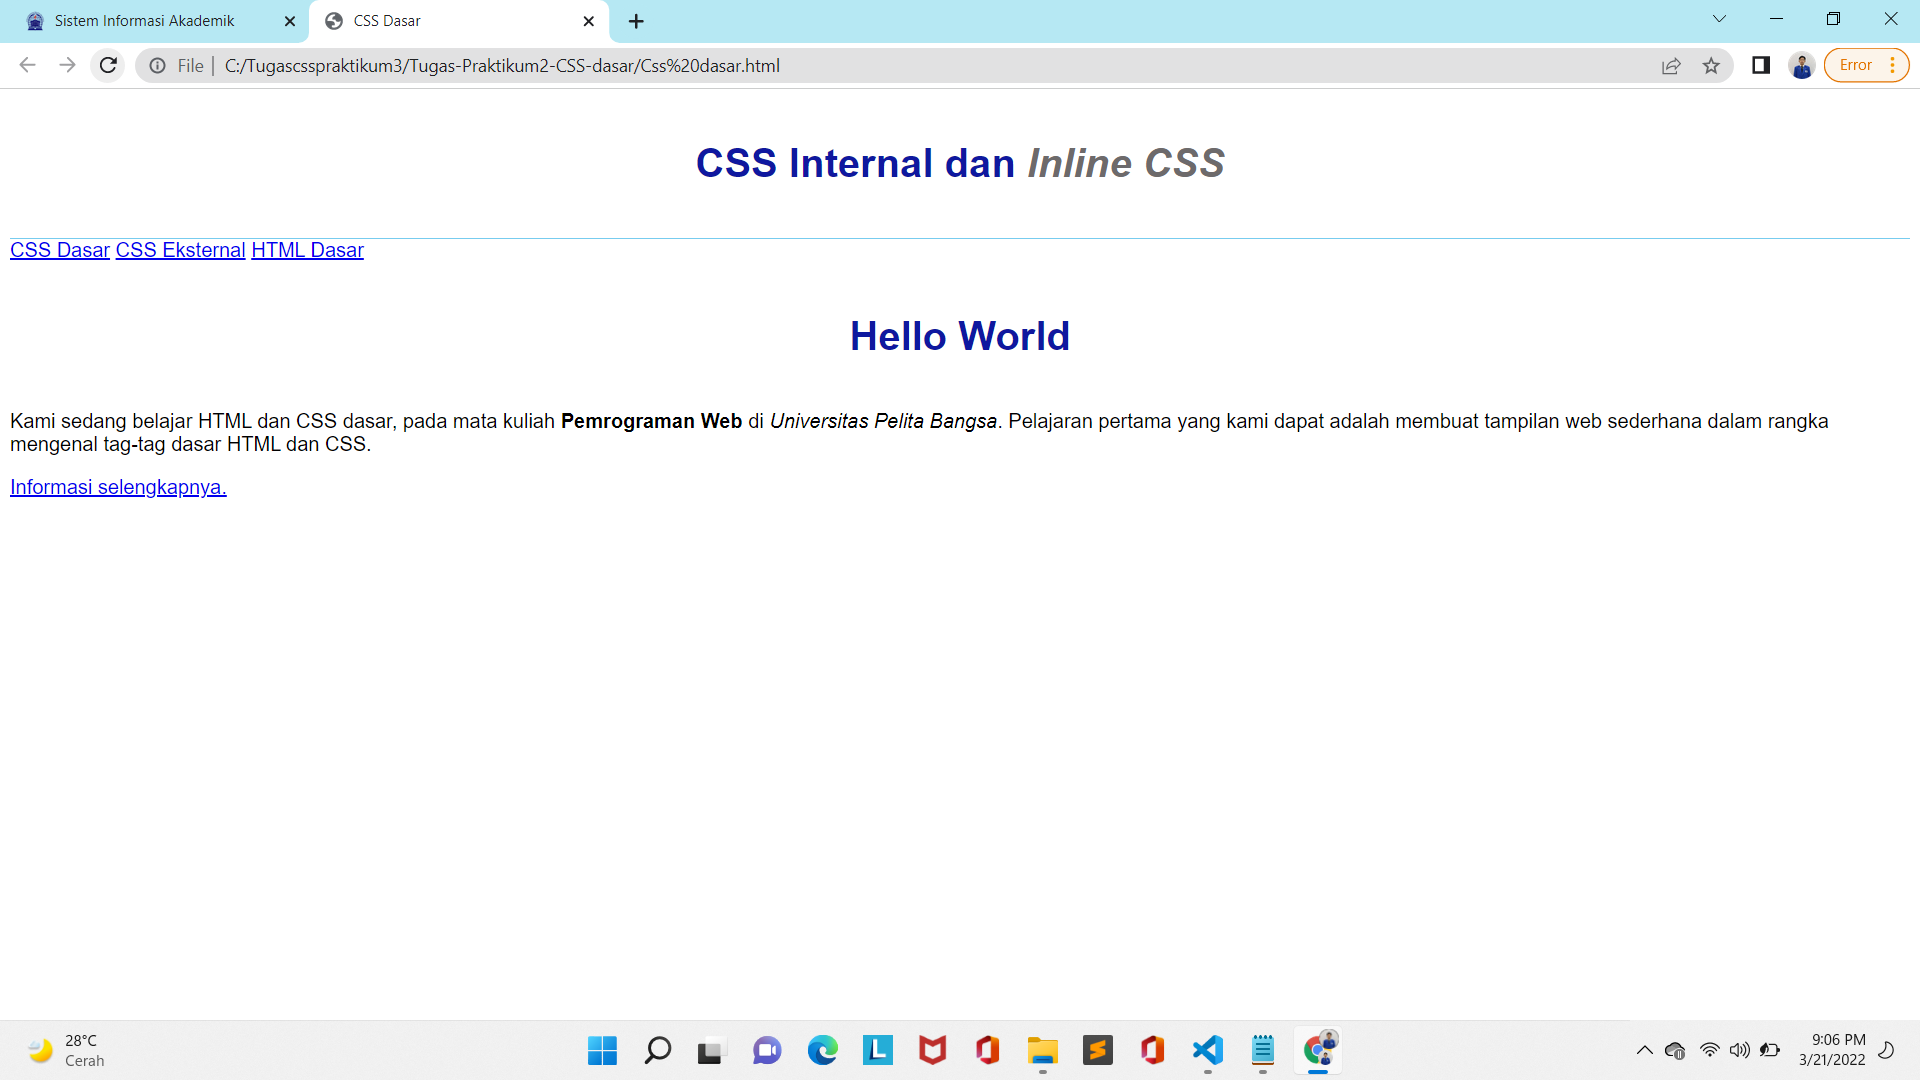 Sistem Informasi Akademik
CSS Dasar
File | C:/Tugascsspraktikum3/Tugas-Praktikum2-CSS-dasar/Css%20dasar.html
Error
CSS Internal dan Inline CSS
CSS Dasar CSS Eksternal HTML Dasar
Hello World
Kami sedang belajar HTML dan CSS dasar, pada mata kuliah Pemrograman Web di Universitas Pelita Bangsa. Pelajaran pertama yang kami dapat adalah membuat tampilan web sederhana dalam rangka
mengenal tag-tag dasar HTML dan CSS.
Informasi selengkapnya.
28°C
Cerah
9:06 PM
3/21/2022